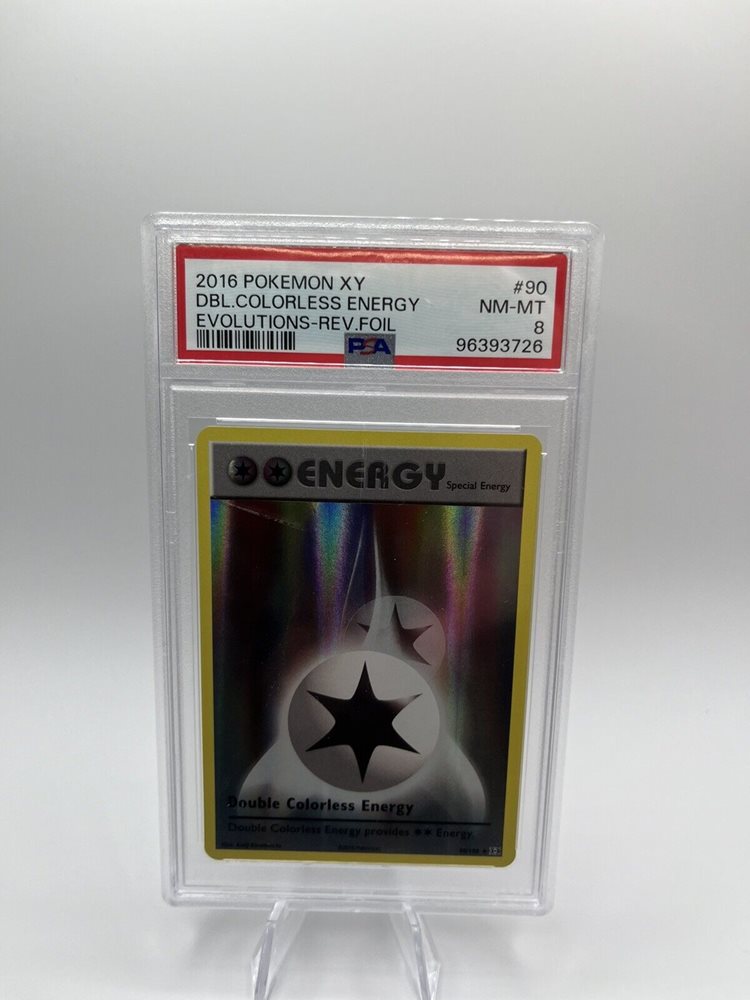 2016 POKEMON XY #90
DBL.COLORLESS ENERGY NM-MT
EVOLUTIONS-REV.FOIL 8
PSA 96393726
ENERGY Special Energy
Double Colorless Energy
Double Colorless Energy provides ✶✶ Energy.